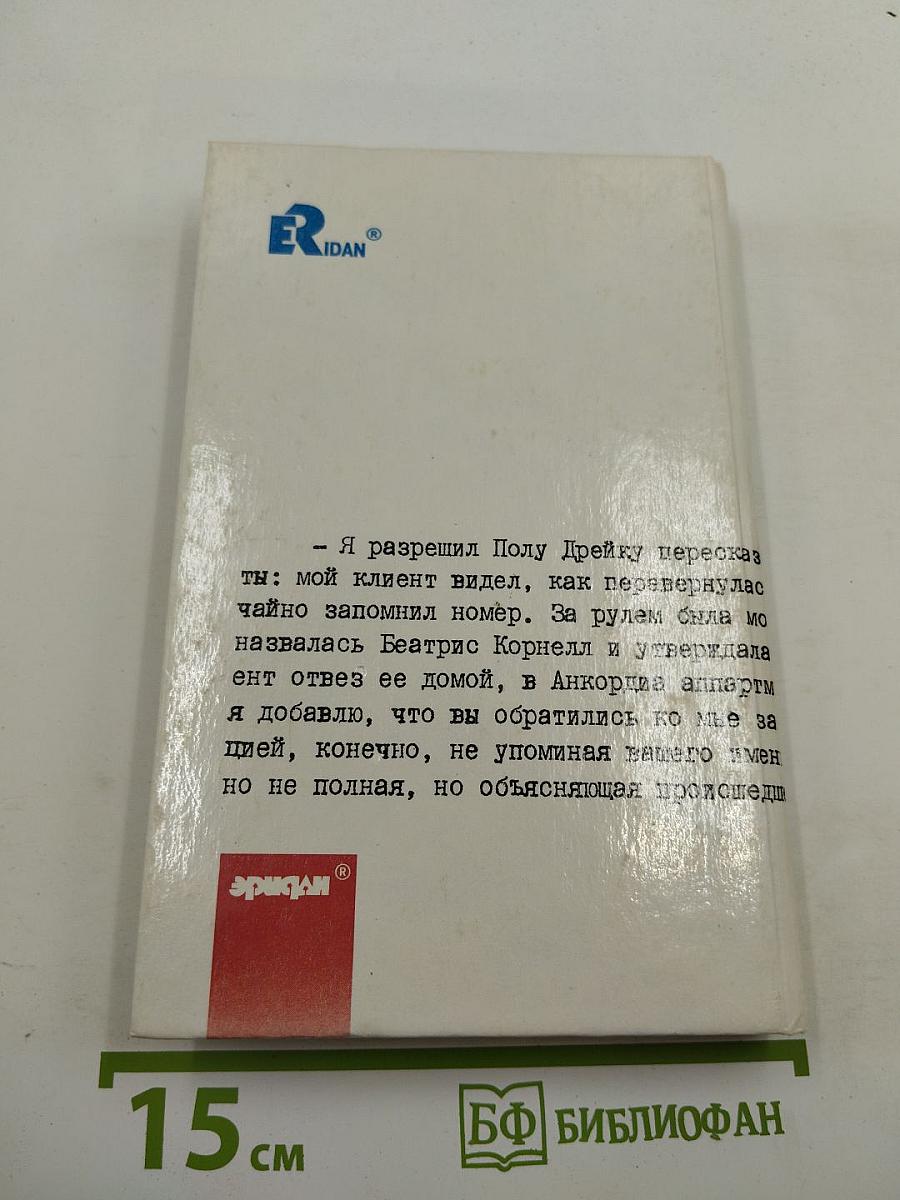 ERIDAN®
– Я разрешил Полу Дрейку пересказ
ты: мой клиент видел, как перевернулас
чайно запомнил номер. За рулем была мо
назвалась Беатрис Корнелл и утверждала
ент отвез ее домой, в Анкордиа аппартм
я добавлю, что вы обратились ко мне за
цией, конечно, не упоминая вашего имен
но не полная, но объясняющая происшедш
эридан®
15 см
БФ БИБЛИОФАН